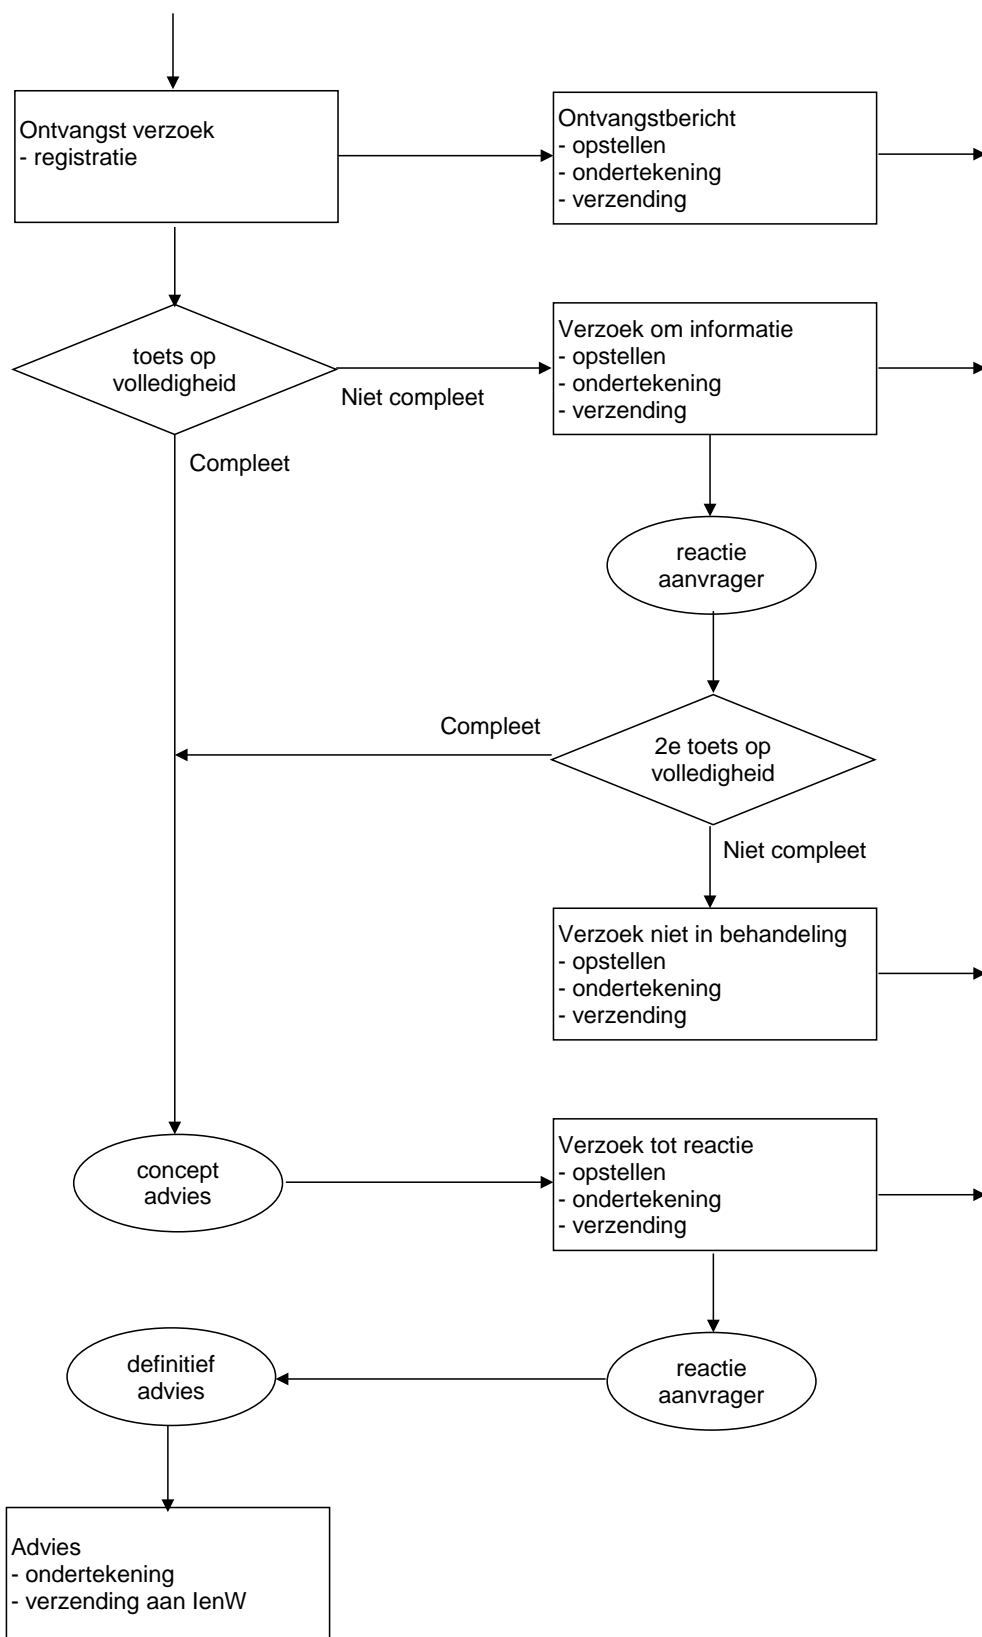 Ontvangst verzoek
- registratie
Ontvangstbericht
- opstellen
- ondertekening
- verzending
toets op
volledigheid
Niet compleet
Compleet
Verzoek om informatie
- opstellen
- ondertekening
- verzending
reactie
aanvrager
2e toets op
volledigheid
Compleet
Niet compleet
Verzoek niet in behandeling
- opstellen
- ondertekening
- verzending
concept
advies
Verzoek tot reactie
- opstellen
- ondertekening
- verzending
reactie
aanvrager
definitief
advies
Advies
- ondertekening
- verzending aan IenW